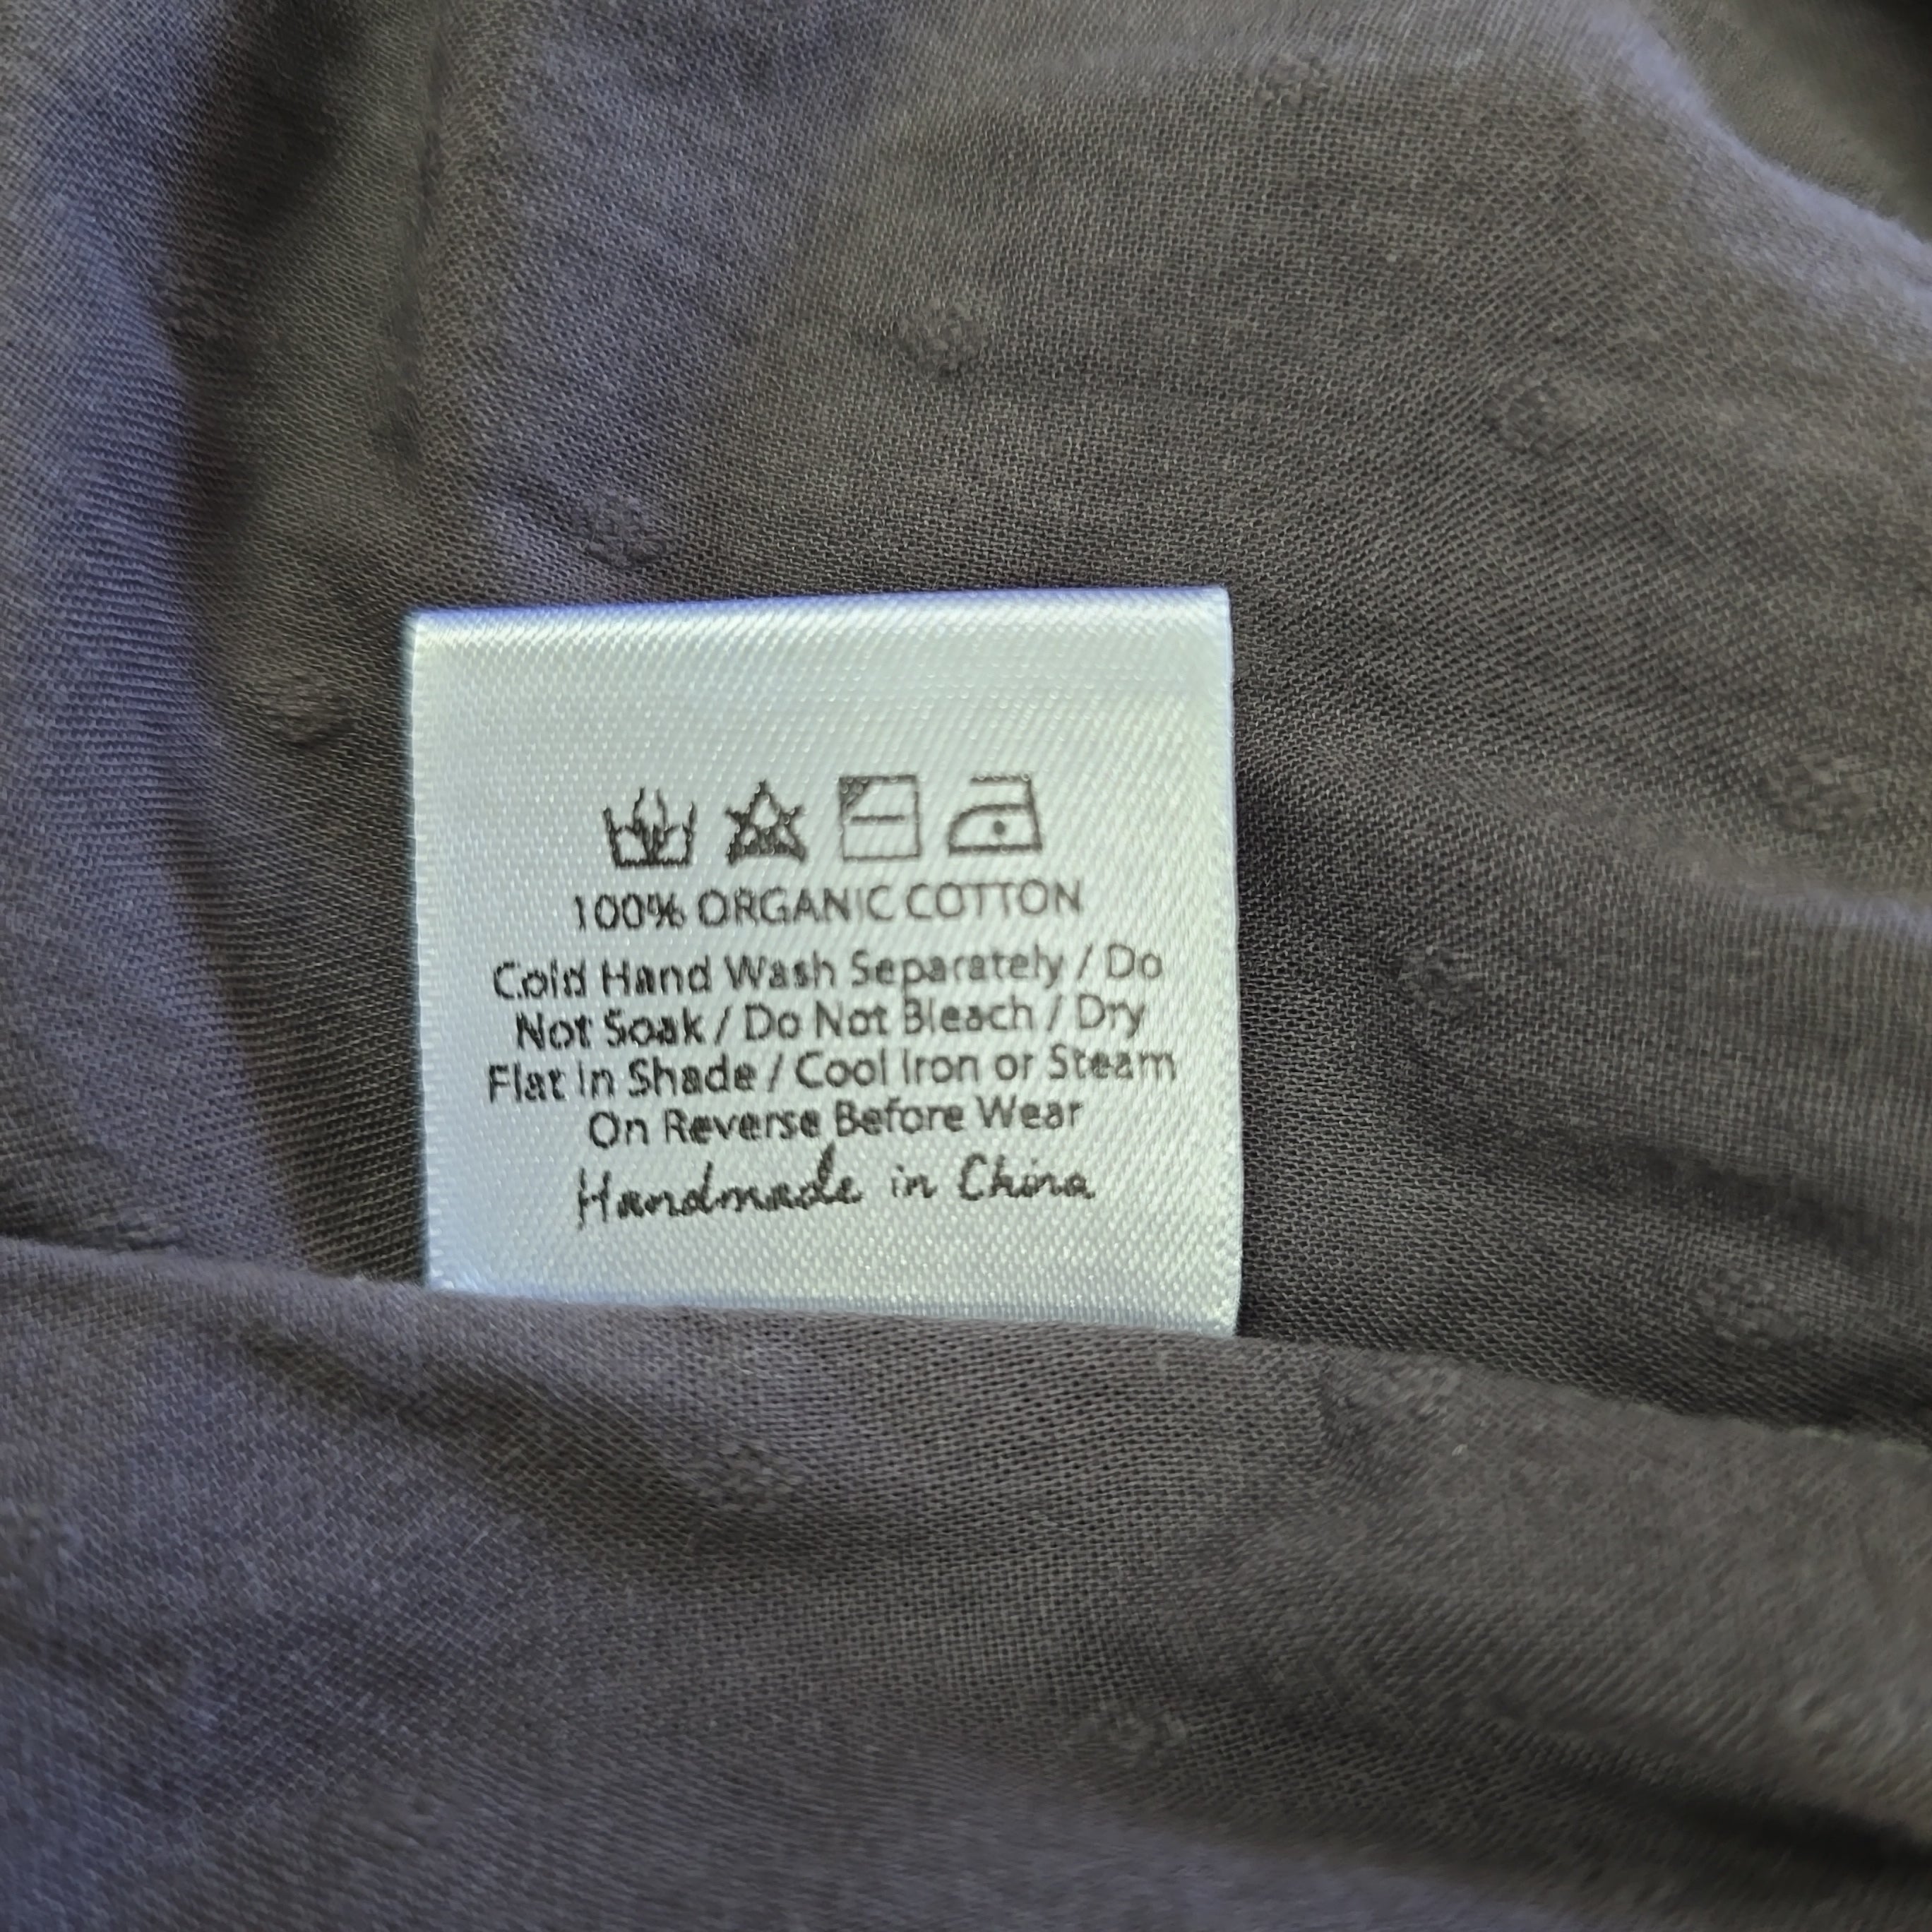 100% ORGANIC COTTON
Cold Hand Wash Separately / Do
Not Soak / Do Not Bleach / Dry
Flat in Shade / Cool Iron or Steam
On Reverse Before Wear
Handmade in China